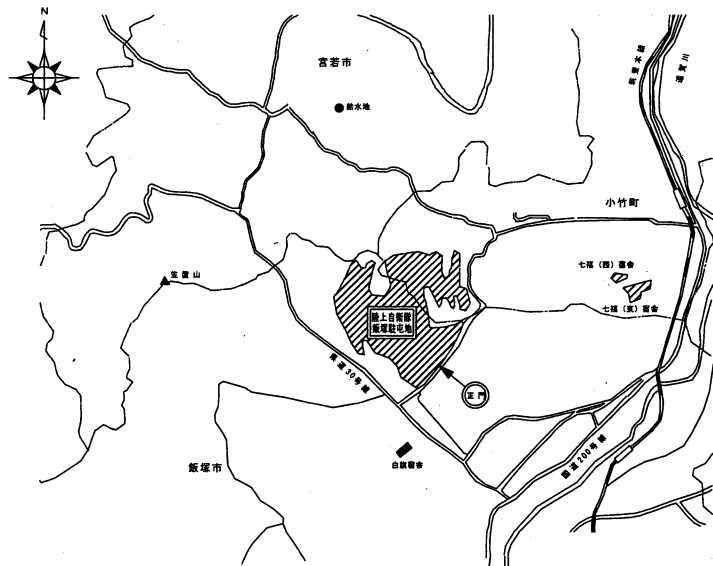 N
宮若市
給水地
筑豊本線
遠賀川
小竹町
七福（西）宿舎
七福（東）宿舎
笠置山
陸上自衛隊
飯塚駐屯地
県道30号線
正門
国道200号線
白旗宿舎
飯塚市